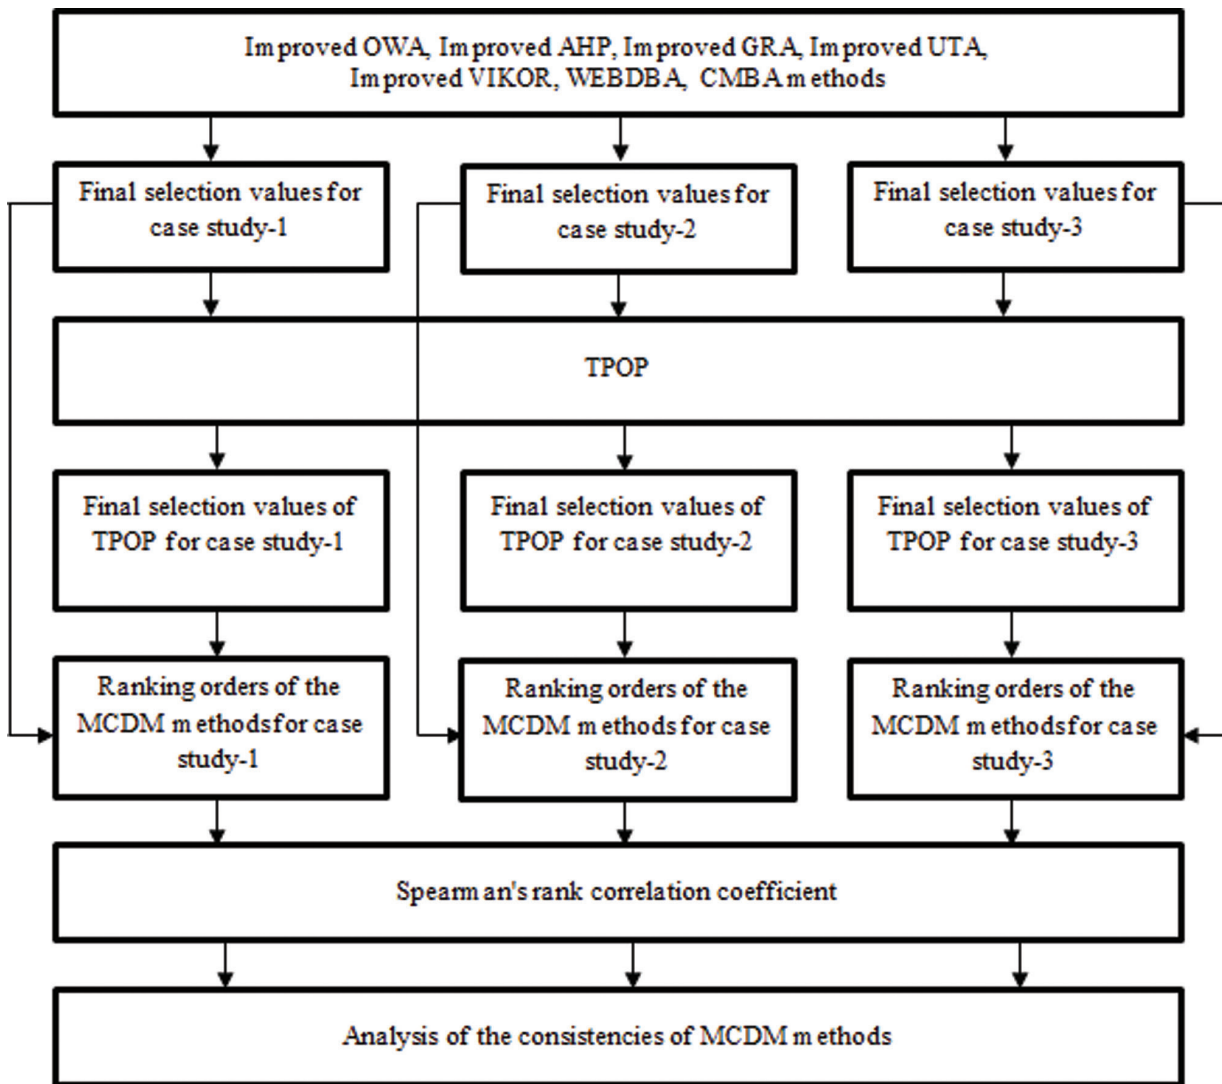 Improved OWA, Improved AHP, Improved GRA, Improved UTA,
Improved VIKOR, WEBDBA, CMBA methods
Final selection values for
case study-1
Final selection values for
case study-2
Final selection values for
case study-3
TPOP
Final selection values of
TPOP for case study-1
Final selection values of
TPOP for case study-2
Final selection values of
TPOP for case study-3
Ranking orders of the
MCDM methods for case
study-1
Ranking orders of the
MCDM methods for case
study-2
Ranking orders of the
MCDM methods for case
study-3
Spearman's rank correlation coefficient
Analysis of the consistencies of MCDM methods